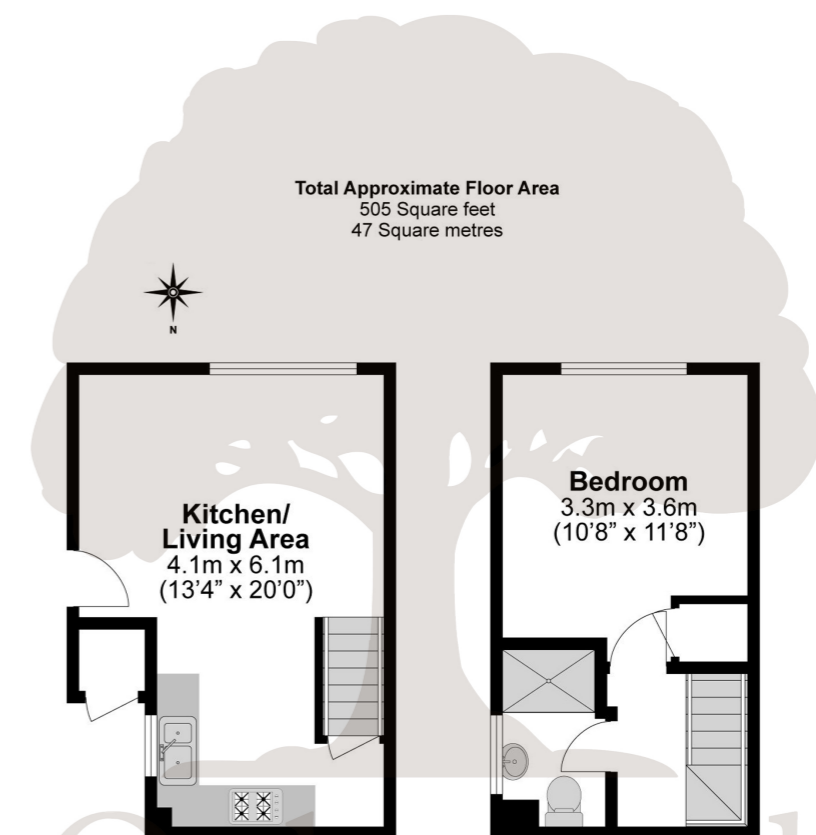 Total Approximate Floor Area
505 Square feet
47 Square metres
N
Kitchen/
Living Area
4.1m x 6.1m
(13'4” x 20'0”)
Bedroom
3.3m x 3.6m
(10'8” x 11'8”)